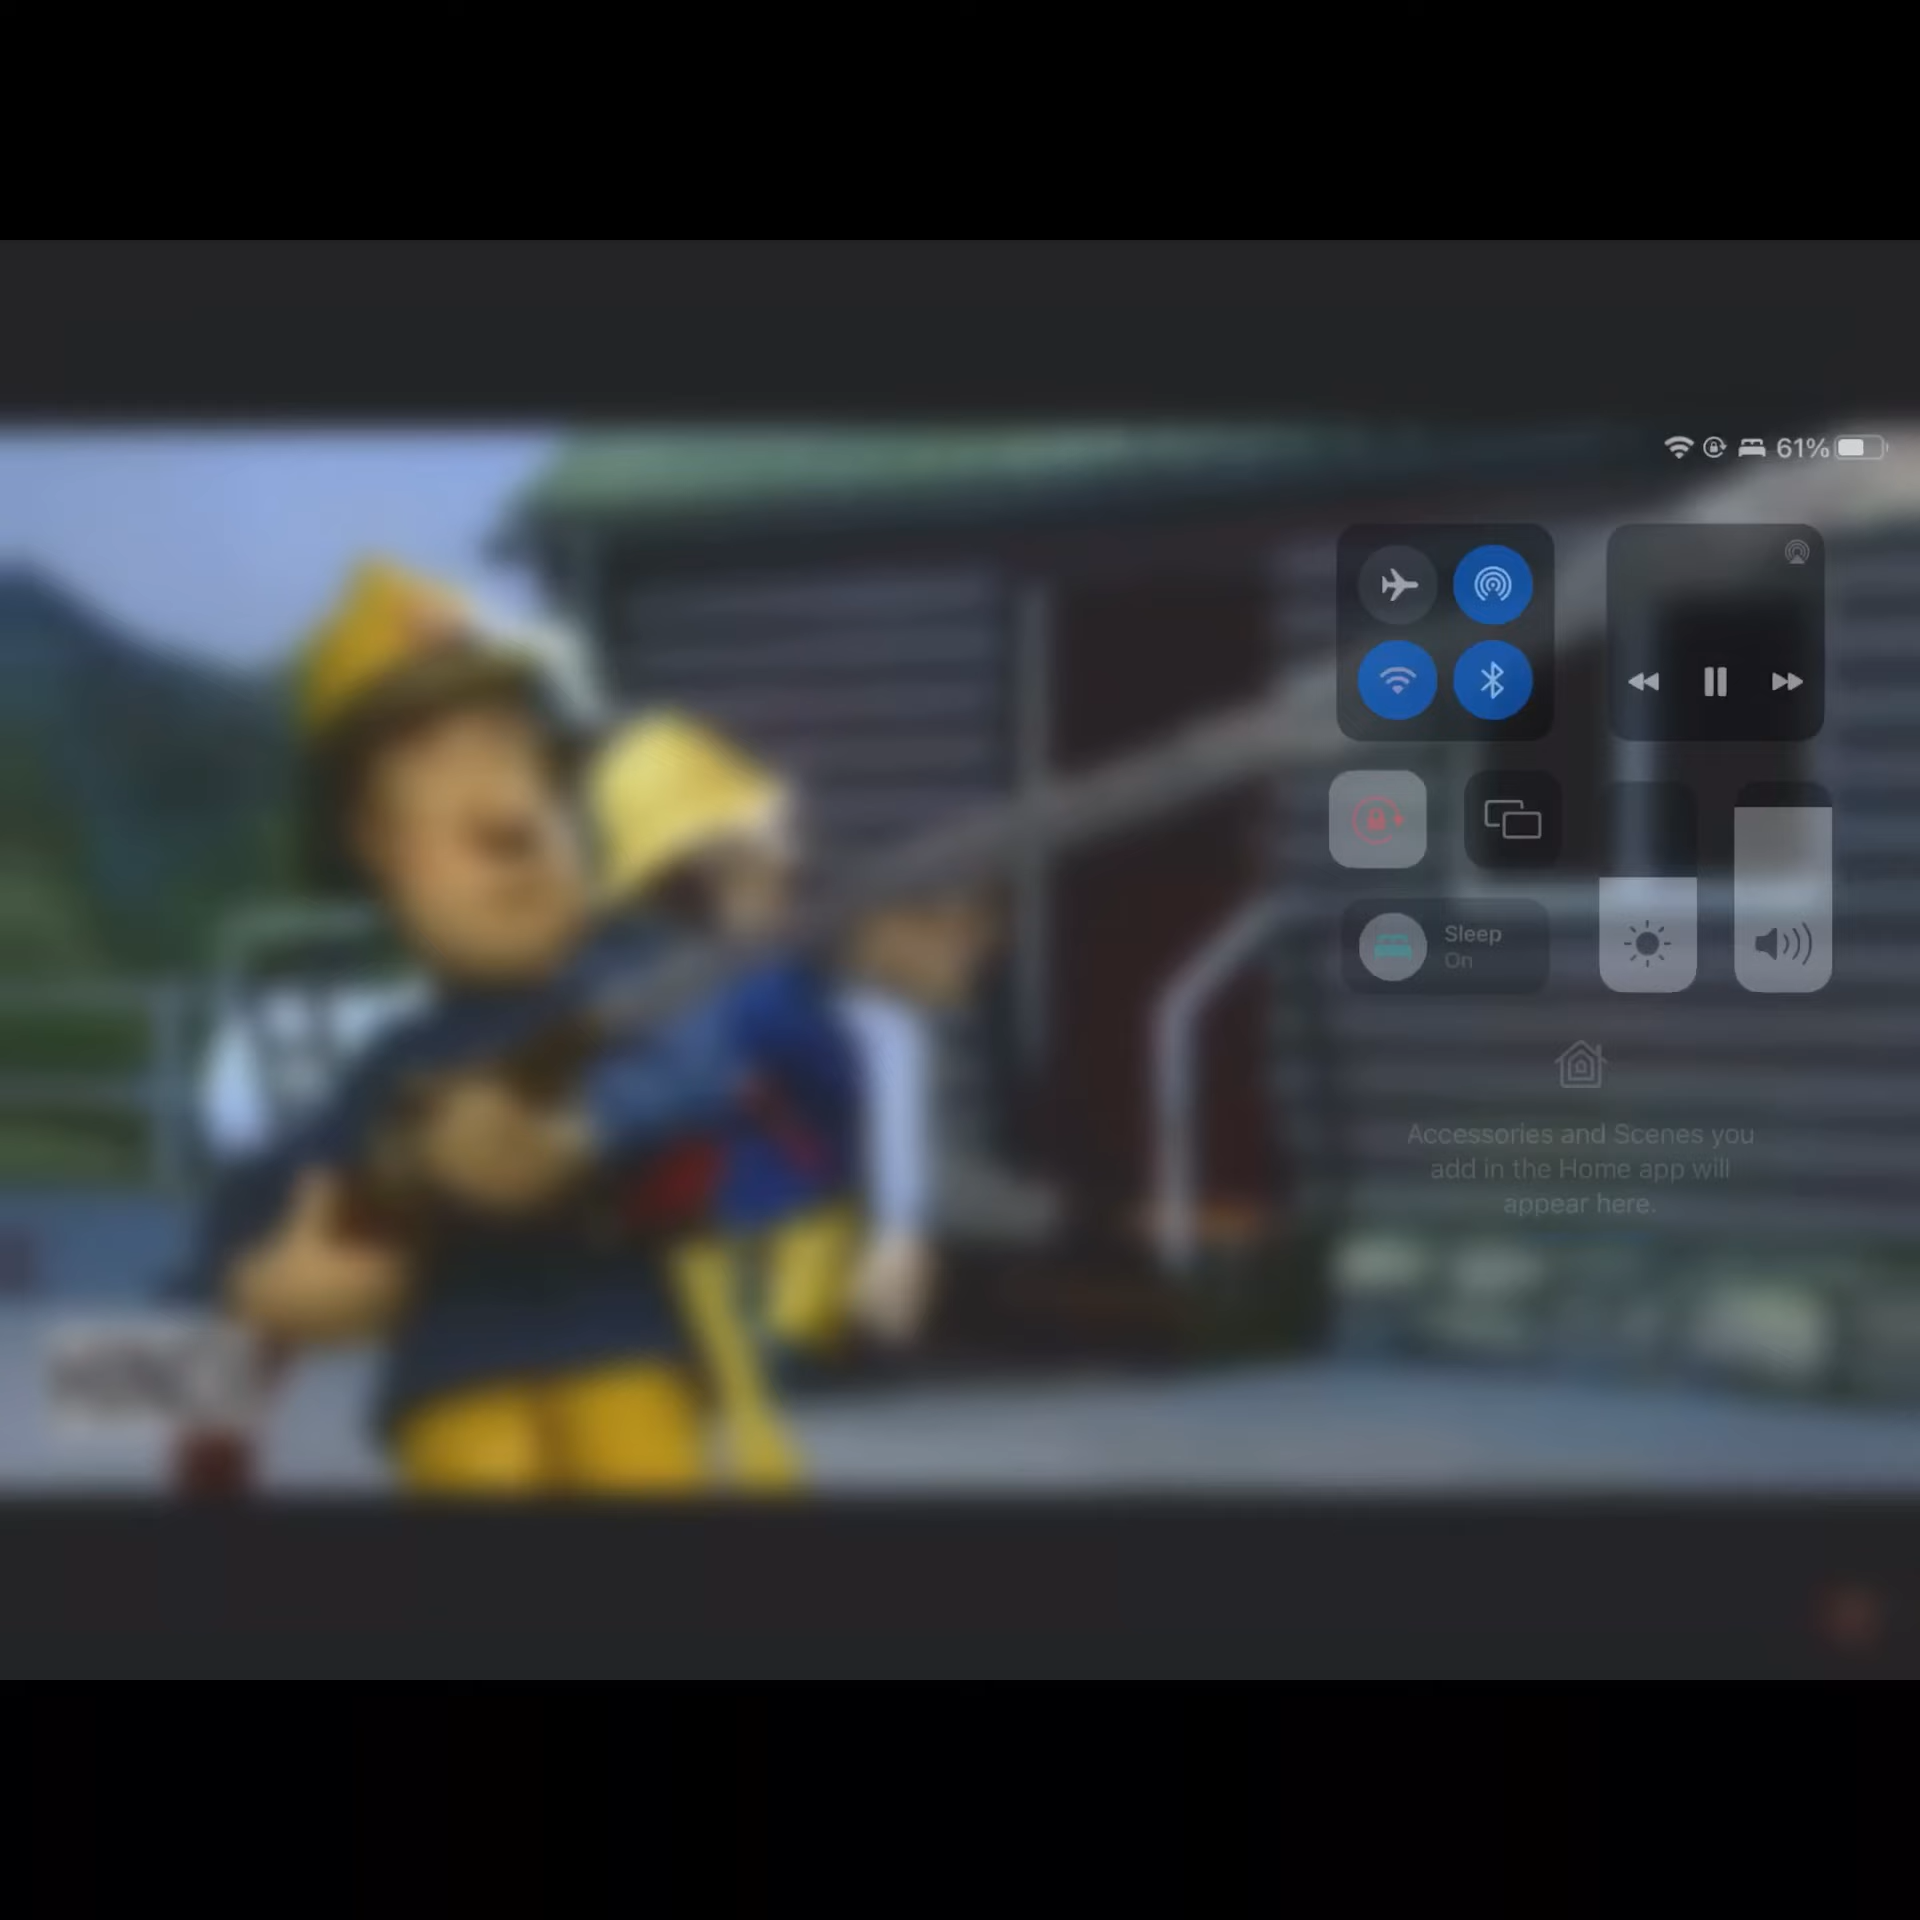 61%
Sleep
On
Accessories and Scenes you
add in the Home app will
appear here.